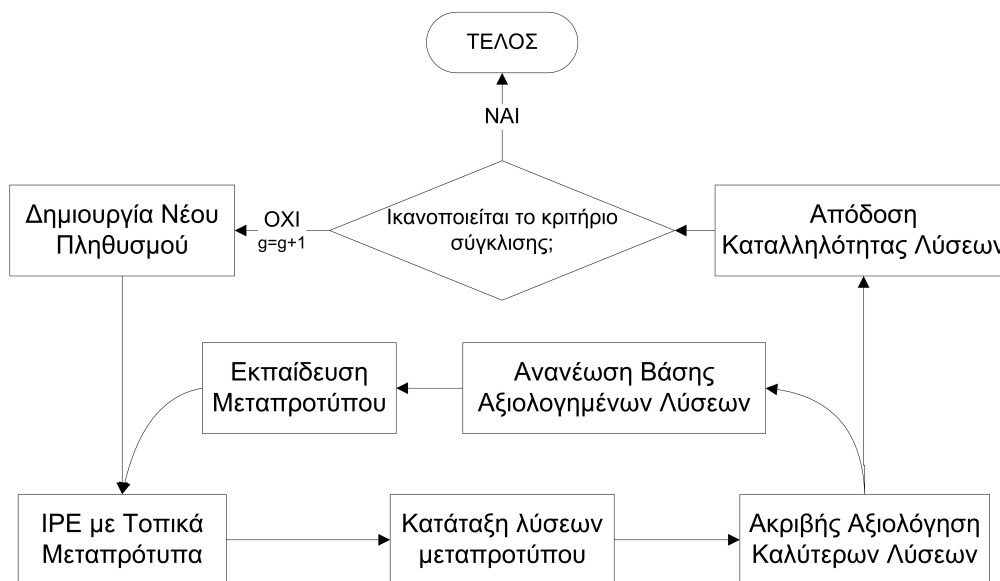 ΤΕΛΟΣ
ΝΑΙ
Δημιουργία Νέου
Πληθυσμού
ΟΧΙ
g=g+1
Ικανοποιείται το κριτήριο
σύγκλισης;
Απόδοση
Καταλληλότητας Λύσεων
Εκπαίδευση
Μεταπροτύπου
Ανανέωση Βάσης
Αξιολογημένων Λύσεων
IPE με Τοπικά
Μεταπρότυπα
Κατάταξη λύσεων
μεταπροτύπου
Ακριβής Αξιολόγηση
Καλύτερων Λύσεων